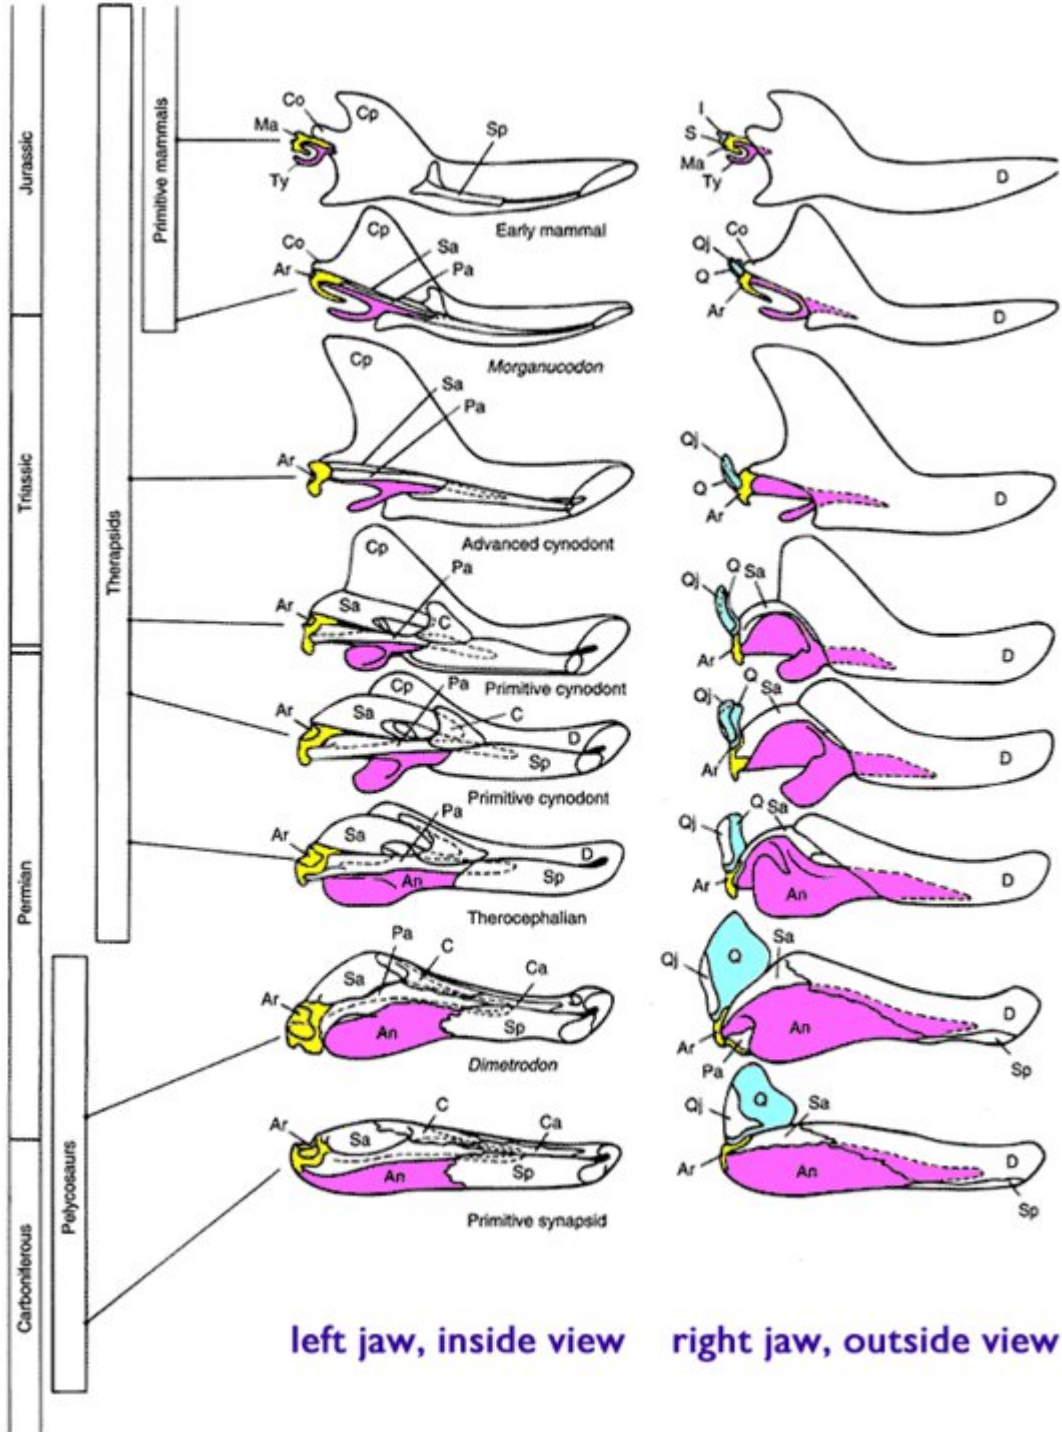 Jurassic
Triassic
Permian
Carboniferous
Pelycosaurs
Therapsids
Primitive mammals
Co
Cp
Ma
Sp
Ty
Early mammal
I
S
Ma
Ty
D
Cp
Co
Sa
Ar
Pa
Morganucodon
Qj
Co
Q
Ar
D
Cp
Sa
Pa
Ar
Advanced cynodont
Qj
Q
Ar
D
Cp
Pa
Ar
Sa
C
Primitive cynodont
Qj
Q
Sa
Ar
D
Cp
Pa
Ar
Sa
C
D
Sp
Primitive cynodont
Qj
Q
Sa
Ar
D
Pa
Ar
Sa
D
An
Sp
Therocephalian
Qj
Q
Sa
Ar
An
D
Pa
C
Sa
Ca
Ar
An
Sp
Dimetrodon
Qj
Q
Sa
An
D
Ar
Pa
Sp
C
Ar
Sa
Ca
An
Sp
Primitive synapsid
Qj
Q
Sa
Ar
An
D
Sp
left jaw, inside view
right jaw, outside view